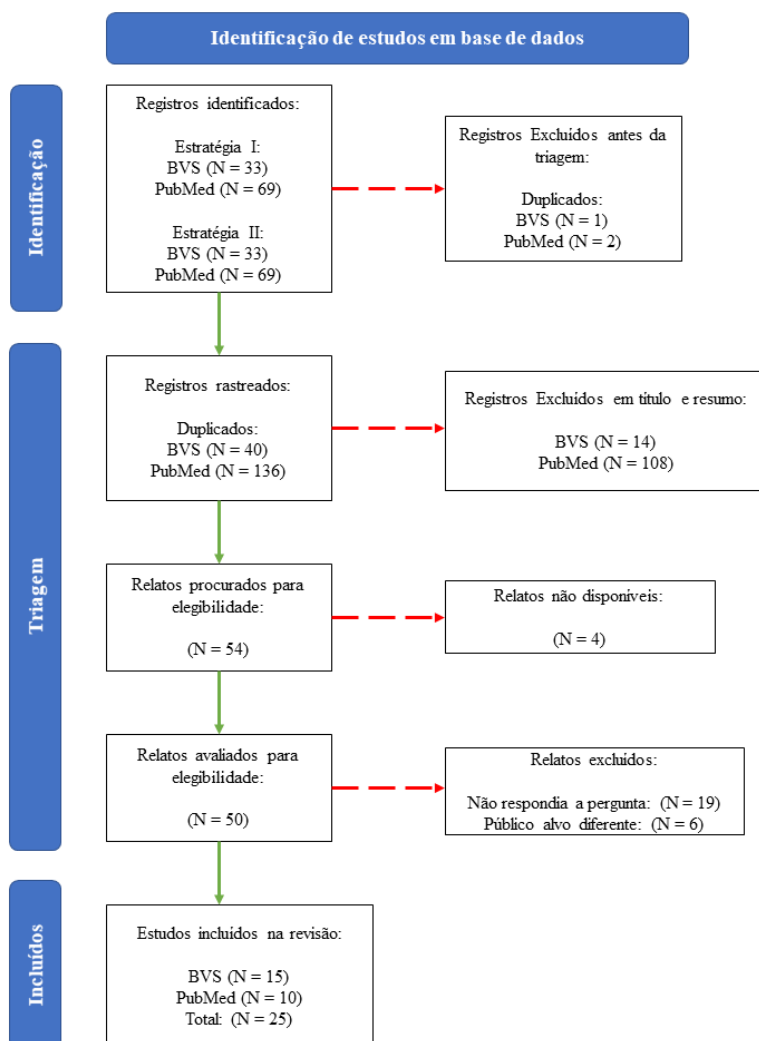 Identificação de estudos em base de dados
Identificação
Registros identificados:
Estratégia I:
BVS (N = 33)
PubMed (N = 69)
Estratégia II:
BVS (N = 33)
PubMed (N = 69)
Registros Excluídos antes da
triagem:
Duplicados:
BVS (N = 1)
PubMed (N = 2)
Triagem
Registros rastreados:
Duplicados:
BVS (N = 40)
PubMed (N = 136)
Registros Excluídos em título e resumo:
BVS (N = 14)
PubMed (N = 108)
Relatos procurados para
elegibilidade:
(N = 54)
Relatos não disponíveis:
(N = 4)
Relatos avaliados para
elegibilidade:
(N = 50)
Relatos excluídos:
Não respondia a pergunta: (N = 19)
Público alvo diferente: (N = 6)
Incluídos
Estudos incluídos na revisão:
BVS (N = 15)
PubMed (N = 10)
Total: (N = 25)